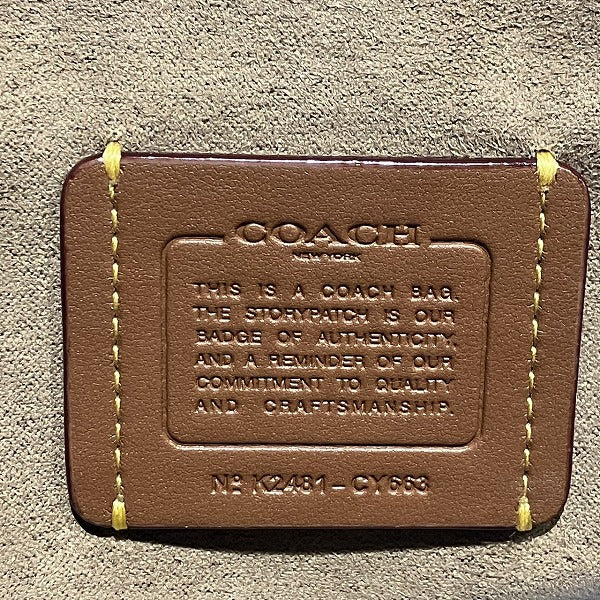 COACH
NEW YORK
THIS IS A COACH BAG.
THE STORYPATCH IS OUR
BADGE OF AUTHENTICITY,
AND A REMINDER OF OUR
COMMITMENT TO QUALITY
AND CRAFTSMANSHIP.
Nº K2481-CY663